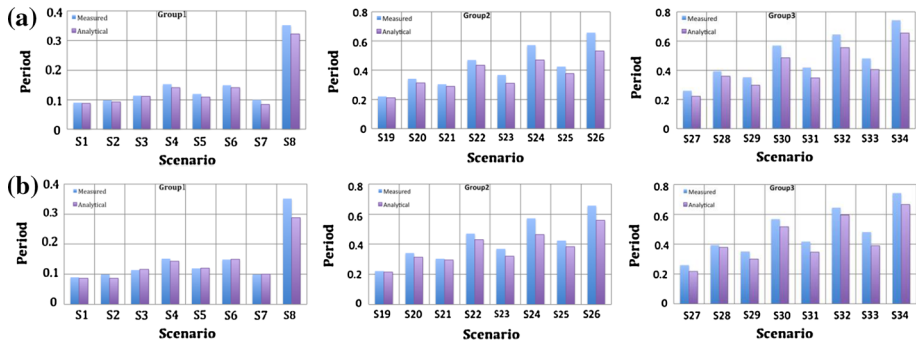 (a)
Group1
Measured
Analytical
0.4
0.3
0.2
0.1
0
Period
S1 S2 S3 S4 S5 S6 S7 S8
Scenario
Group2
Measured
Analytical
0.8
0.6
0.4
0.2
0
Period
S19 S20 S21 S22 S23 S24 S25 S26
Scenario
Group3
Measured
Analytical
0.8
0.6
0.4
0.2
0
Period
S27 S28 S29 S30 S31 S32 S33 S34
Scenario
(b)
Group1
Measured
Analytical
0.4
0.3
0.2
0.1
0
Period
S1 S2 S3 S4 S5 S6 S7 S8
Scenario
Group2
Measured
Analytical
0.8
0.6
0.4
0.2
0
Period
S19 S20 S21 S22 S23 S24 S25 S26
Scenario
Group3
Measured
Analytical
0.8
0.6
0.4
0.2
0
Period
S27 S28 S29 S30 S31 S32 S33 S34
Scenario